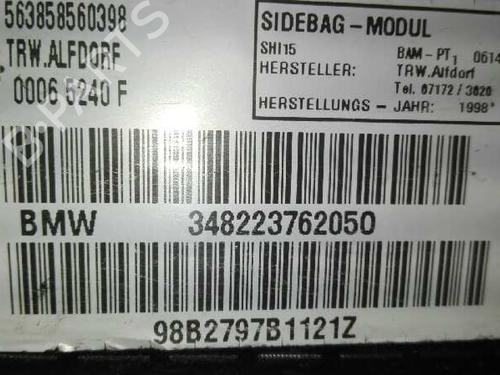 563858560398
TRW.ALFDORF
0006 5240 F
SIDEBAG-MODUL
SHI15 BAM-PT1 0614
HERSTELLER: TRW.Alfdorf
Tel. 07172 / 3020
HERSTELLUNGS - JAHR: 1998
BMW 348223762050
98B2797B1121Z